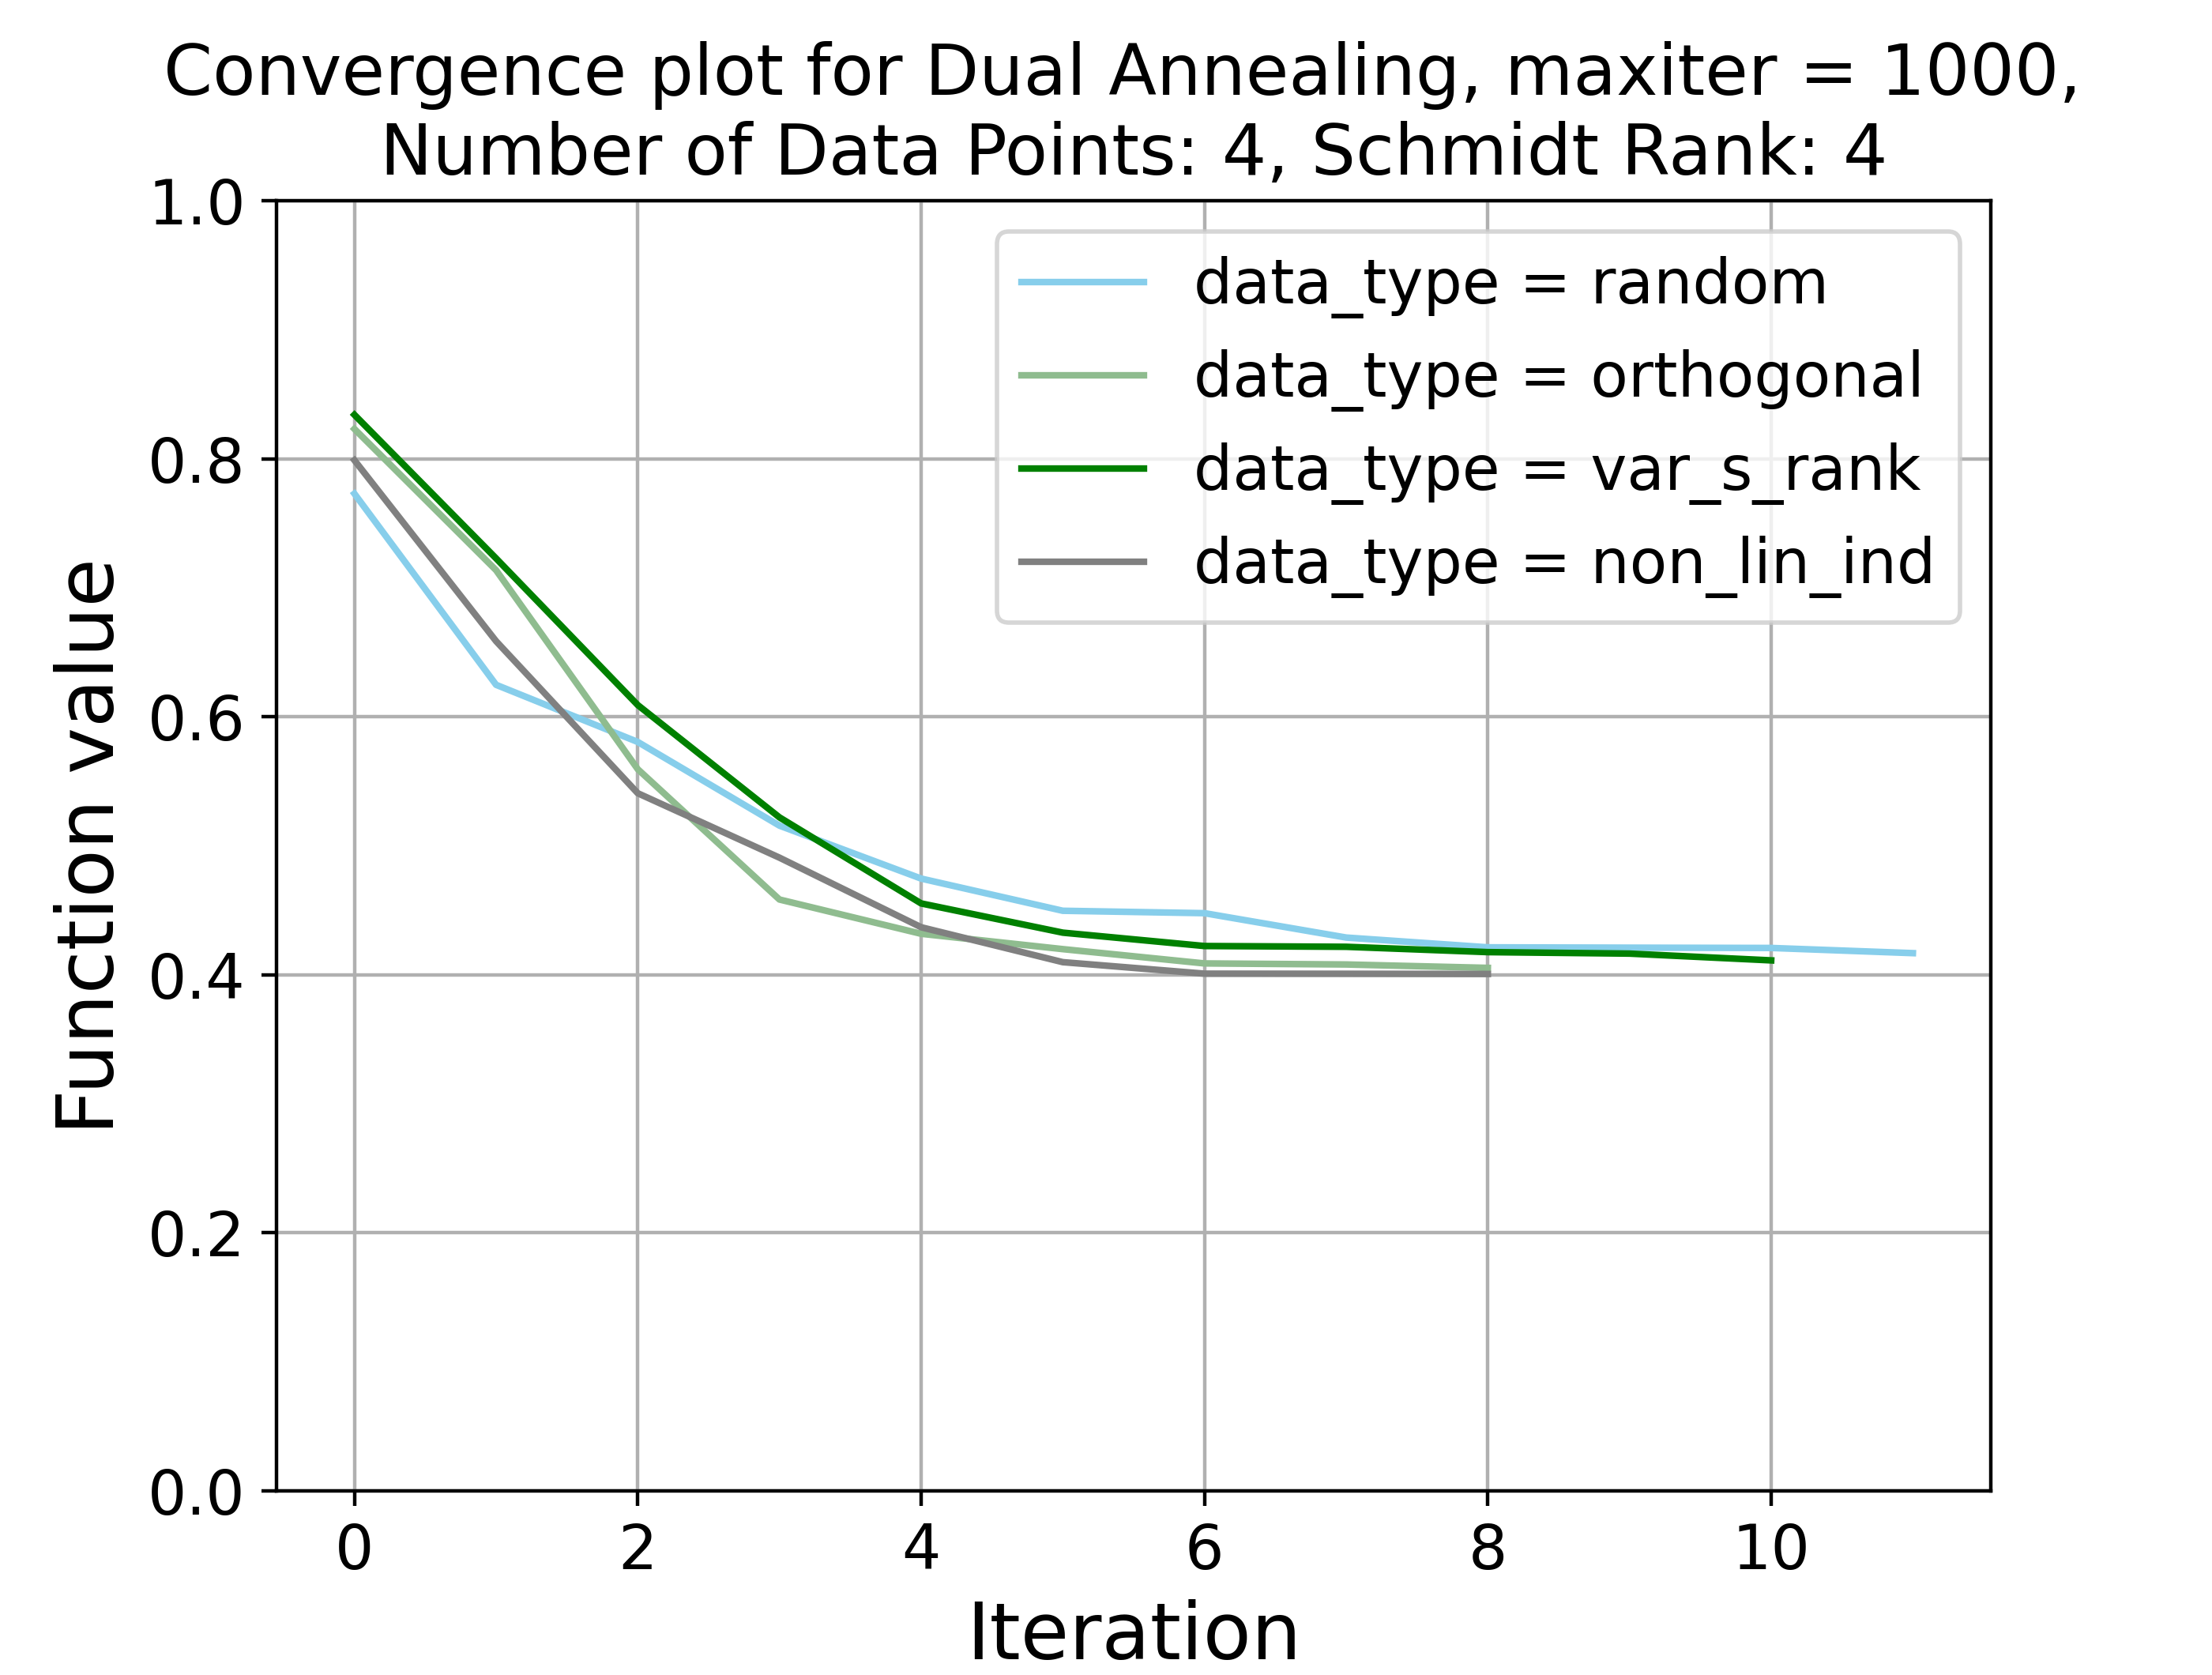 Convergence plot for Dual Annealing, maxiter = 1000,
Number of Data Points: 4, Schmidt Rank: 4
1.0
0.8
0.6
0.4
0.2
0.0
Function value
data_type = random
data_type = orthogonal
data_type = var_s_rank
data_type = non_lin_ind
0 2 4 6 8 10
Iteration